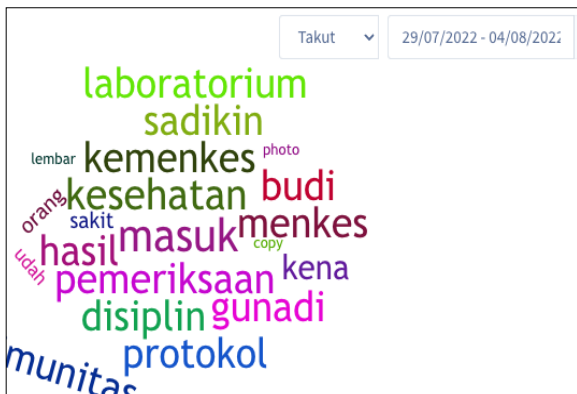 Takut 29/07/2022 - 04/08/2022
laboratorium
sadikin
lembar kemenkes photo
orang kesehatan budi
sakit masuk menkes
udah hasil copy
pemeriksaan kena
disiplin gunadi
protokol
munitas